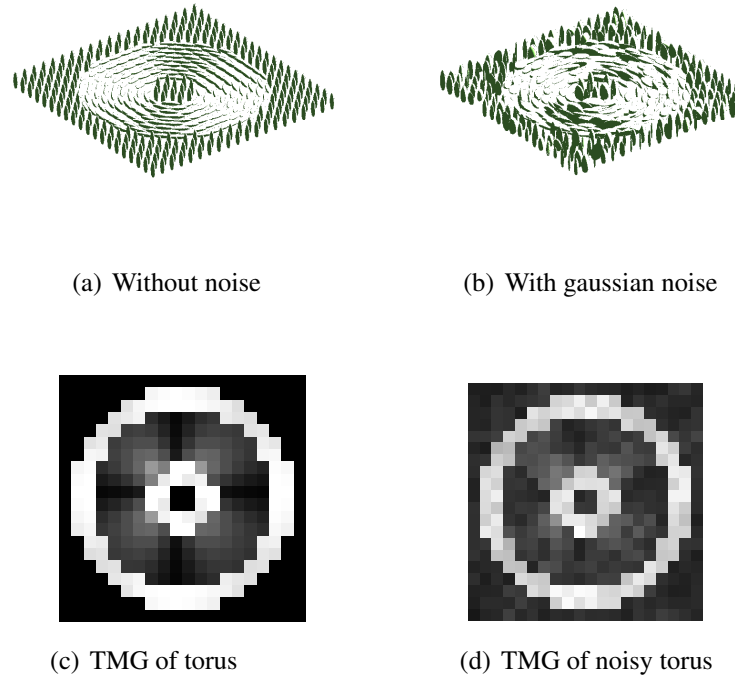 (a) Without noise
(b) With gaussian noise
(c) TMG of torus
(d) TMG of noisy torus